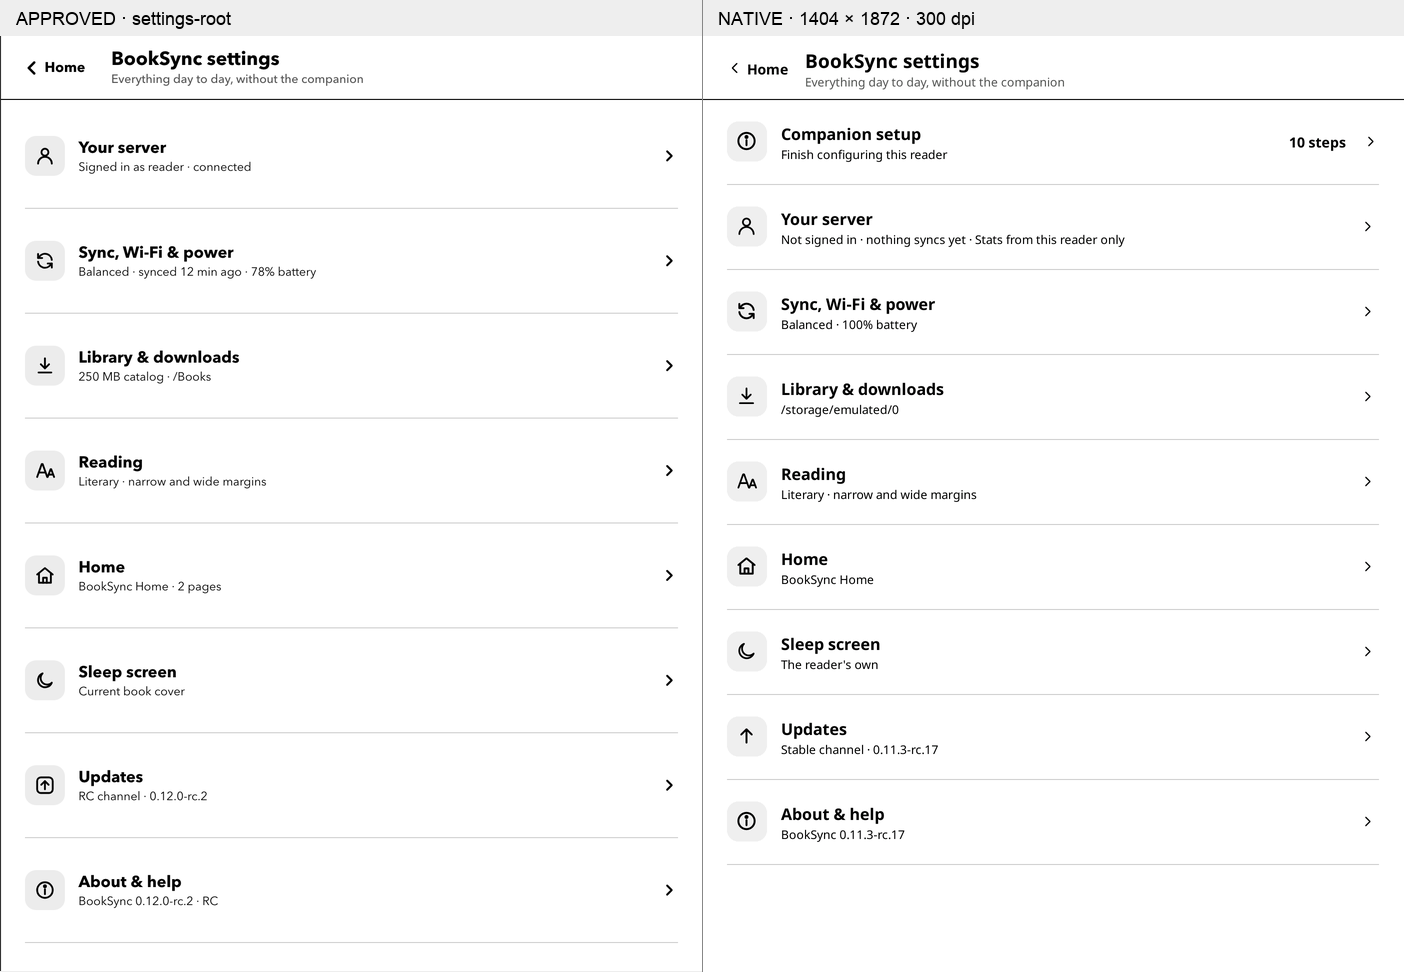 APPROVED · settings-root
Home
BookSync settings
Everything day to day, without the companion
Your server
Signed in as reader · connected
Sync, Wi-Fi & power
Balanced · synced 12 min ago · 78% battery
Library & downloads
250 MB catalog · /Books
Reading
Literary · narrow and wide margins
Home
BookSync Home · 2 pages
Sleep screen
Current book cover
Updates
RC channel · 0.12.0-rc.2
About & help
BookSync 0.12.0-rc.2 · RC
NATIVE · 1404 × 1872 · 300 dpi
Home
BookSync settings
Everything day to day, without the companion
Companion setup
Finish configuring this reader
10 steps
Your server
Not signed in · nothing syncs yet · Stats from this reader only
Sync, Wi-Fi & power
Balanced · 100% battery
Library & downloads
/storage/emulated/0
Reading
Literary · narrow and wide margins
Home
BookSync Home
Sleep screen
The reader's own
Updates
Stable channel · 0.11.3-rc.17
About & help
BookSync 0.11.3-rc.17